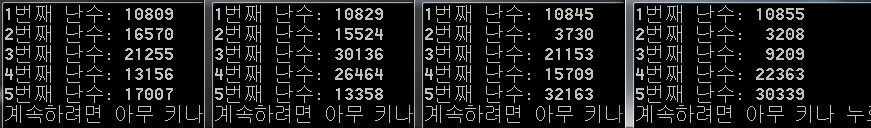 1번째 난수: 10809
2번째 난수: 16570
3번째 난수: 21255
4번째 난수: 13156
5번째 난수: 17007
계속하려면 아무 키나
1번째 난수: 10829
2번째 난수: 15524
3번째 난수: 30136
4번째 난수: 26464
5번째 난수: 13358
계속하려면 아무 키나
1번째 난수: 10845
2번째 난수: 3730
3번째 난수: 21153
4번째 난수: 15709
5번째 난수: 32163
계속하려면 아무 키나
1번째 난수: 10855
2번째 난수: 3208
3번째 난수: 9209
4번째 난수: 22363
5번째 난수: 30339
계속하려면 아무 키나